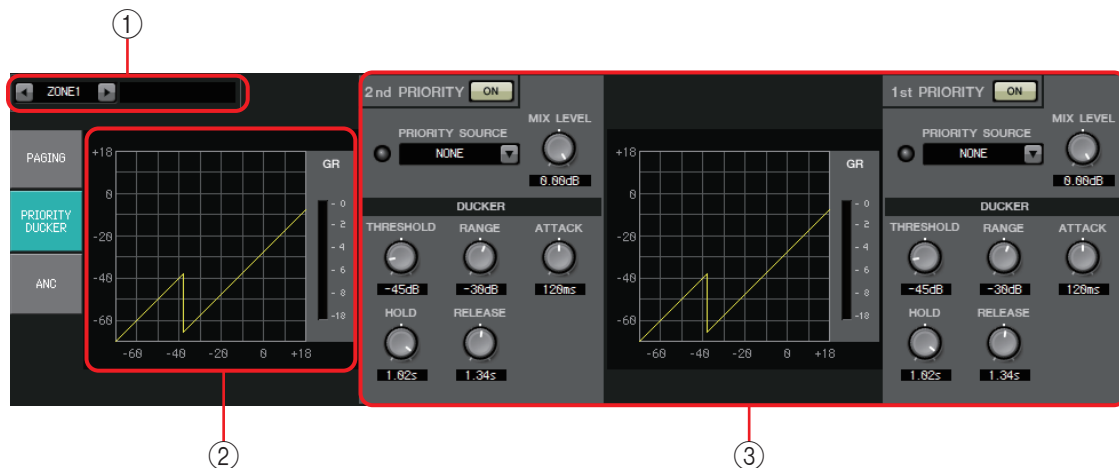 ①
ZONE1
PAGING
PRIORITY
DUCKER
ANC
+18
0
-20
-40
-60
-60 -40 -20 0 +18
GR
- 0
- 2
- 4
- 6
- 8
-18
2nd PRIORITY ON
MIX LEVEL
PRIORITY SOURCE
NONE
0.00dB
DUCKER
THRESHOLD RANGE ATTACK
-45dB -30dB 120ms
HOLD RELEASE
1.02s 1.34s
+18
0
-20
-40
-60
-60 -40 -20 0 +18
GR
- 0
- 2
- 4
- 6
- 8
-18
1st PRIORITY ON
MIX LEVEL
PRIORITY SOURCE
NONE
0.00dB
DUCKER
THRESHOLD RANGE ATTACK
-45dB -30dB 120ms
HOLD RELEASE
1.02s 1.34s
②
③